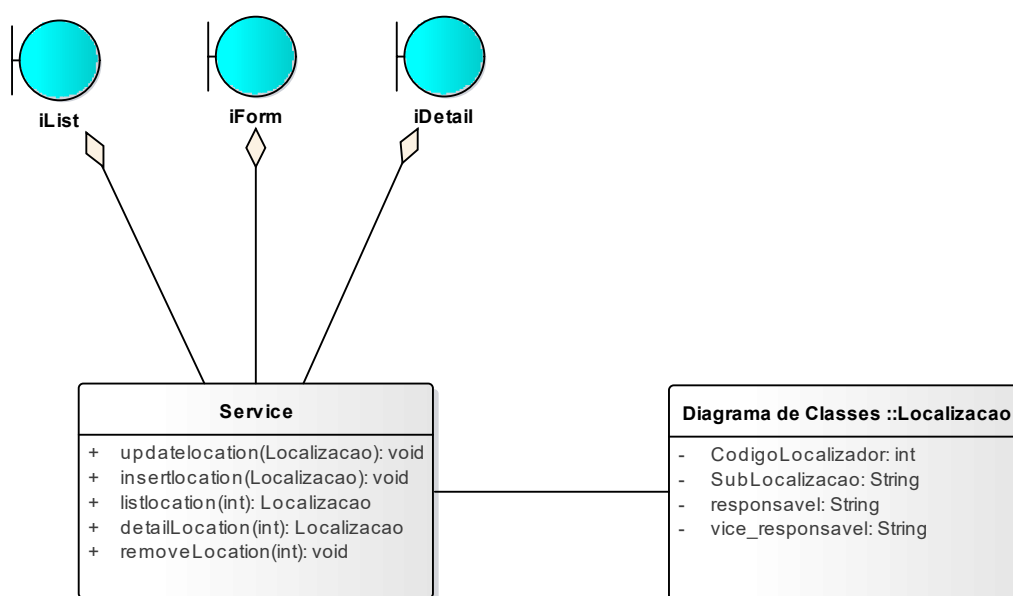 iList
iForm
iDetail
Service
+ updatelocation(Localizacao): void
+ insertlocation(Localizacao): void
+ listlocation(int): Localizacao
+ detailLocation(int): Localizacao
+ removeLocation(int): void
Diagrama de Classes ::Localizacao
- CodigoLocalizador: int
- SubLocalizacao: String
- responsavel: String
- vice_responsavel: String